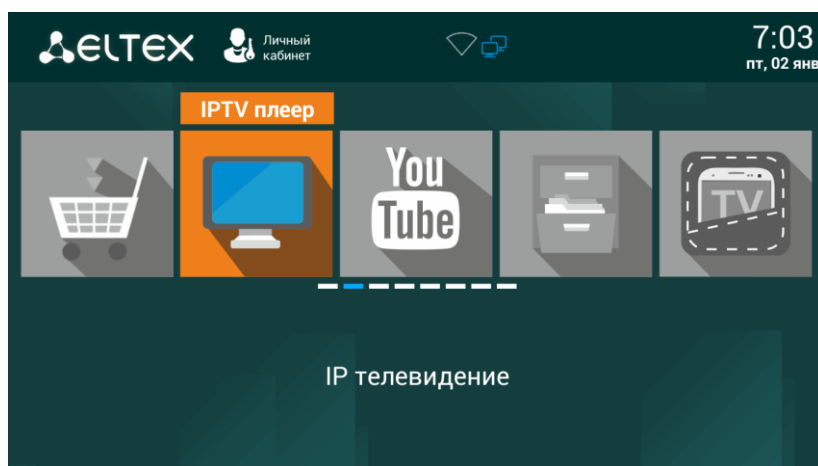 ELTEX
Личный
кабинет
7:03
пт, 02 янв
IPTV плеер
You
Tube
TV
IP телевидение